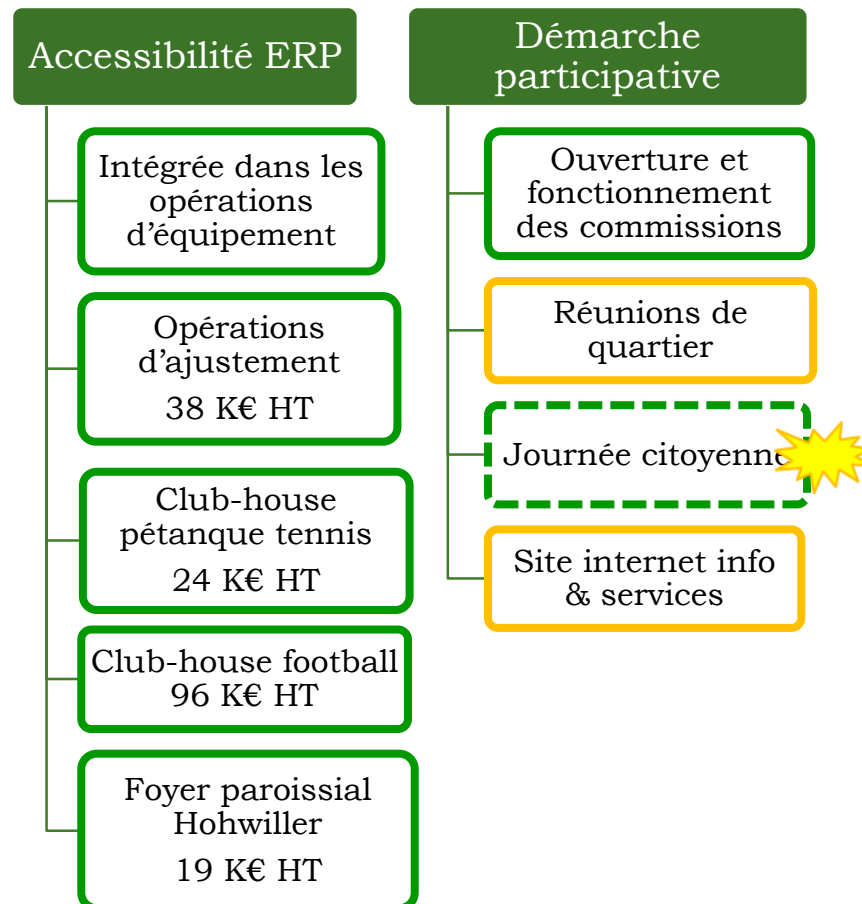 Accessibilité ERP
Intégrée dans les
opérations
d’équipement
Opérations
d’ajustement
38 K€ HT
Club-house
pétanque tennis
24 K€ HT
Club-house football
96 K€ HT
Foyer paroissial
Hohwiller
19 K€ HT
Démarche
participative
Ouverture et
fonctionnement
des commissions
Réunions de
quartier
Journée citoyenne
Site internet info
& services